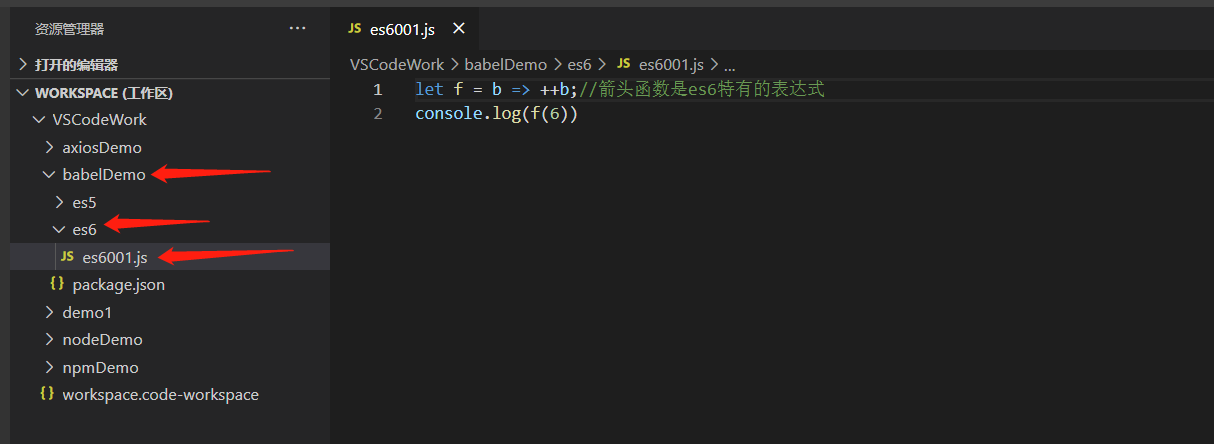 资源管理器
···
打开的编辑器
WORKSPACE (工作区)
VSCodeWork
axiosDemo
babelDemo
es5
es6
JS es6001.js
{} package.json
demo1
nodeDemo
npmDemo
{} workspace.code-workspace
JS es6001.js ×
VSCodeWork > babelDemo > es6 > JS es6001.js > ...
1 let f = b => ++b;//箭头函数是es6特有的表达式
2 console.log(f(6))